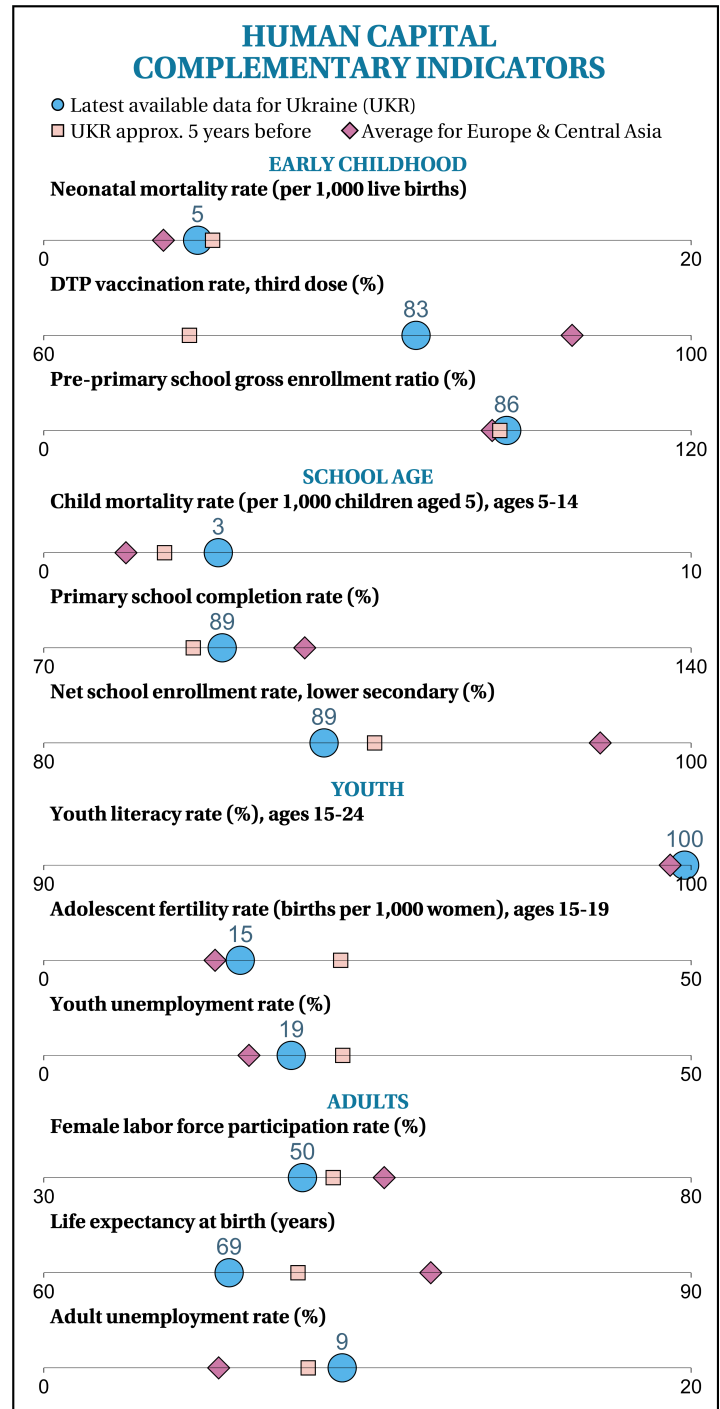 HUMAN CAPITAL
COMPLEMENTARY INDICATORS
Latest available data for Ukraine (UKR)
UKR approx. 5 years before Average for Europe & Central Asia
EARLY CHILDHOOD
Neonatal mortality rate (per 1,000 live births)
5
0 20
DTP vaccination rate, third dose (%)
83
60 100
Pre-primary school gross enrollment ratio (%)
86
0 120
SCHOOL AGE
Child mortality rate (per 1,000 children aged 5), ages 5-14
3
0 10
Primary school completion rate (%)
89
70 140
Net school enrollment rate, lower secondary (%)
89
80 100
YOUTH
Youth literacy rate (%), ages 15-24
100
90 100
Adolescent fertility rate (births per 1,000 women), ages 15-19
15
0 50
Youth unemployment rate (%)
19
0 50
ADULTS
Female labor force participation rate (%)
50
30 80
Life expectancy at birth (years)
69
60 90
Adult unemployment rate (%)
9
0 20